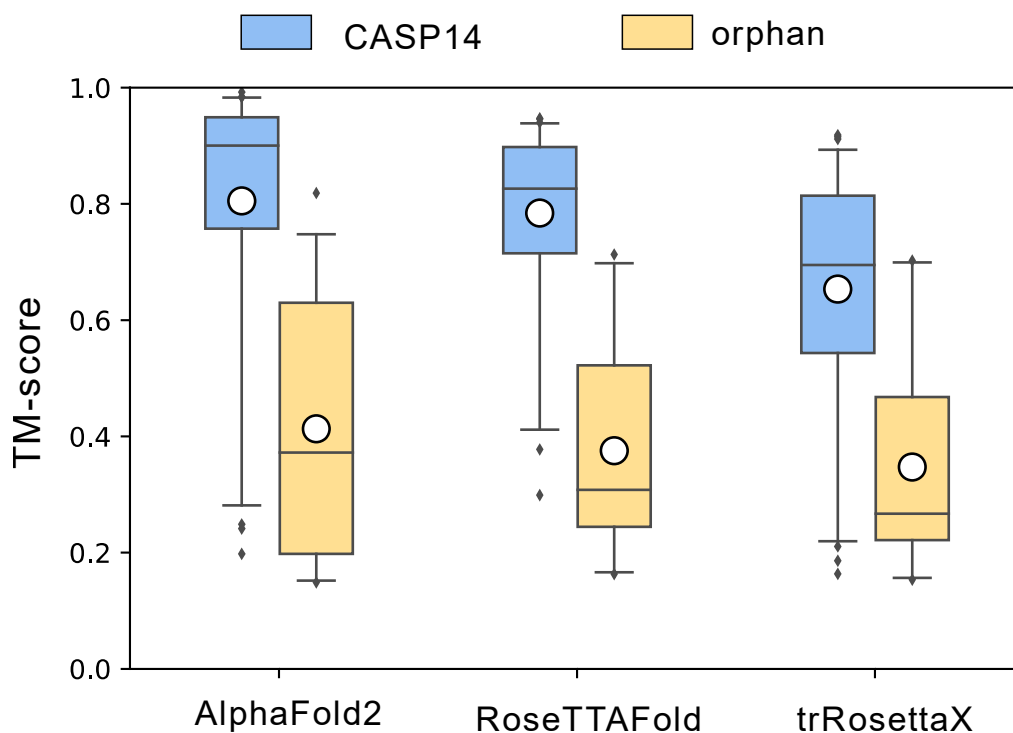 CASP14
orphan
TM-score
1.0
0.8
0.6
0.4
0.2
0.0
AlphaFold2
RoseTTAFold
trRosettaX